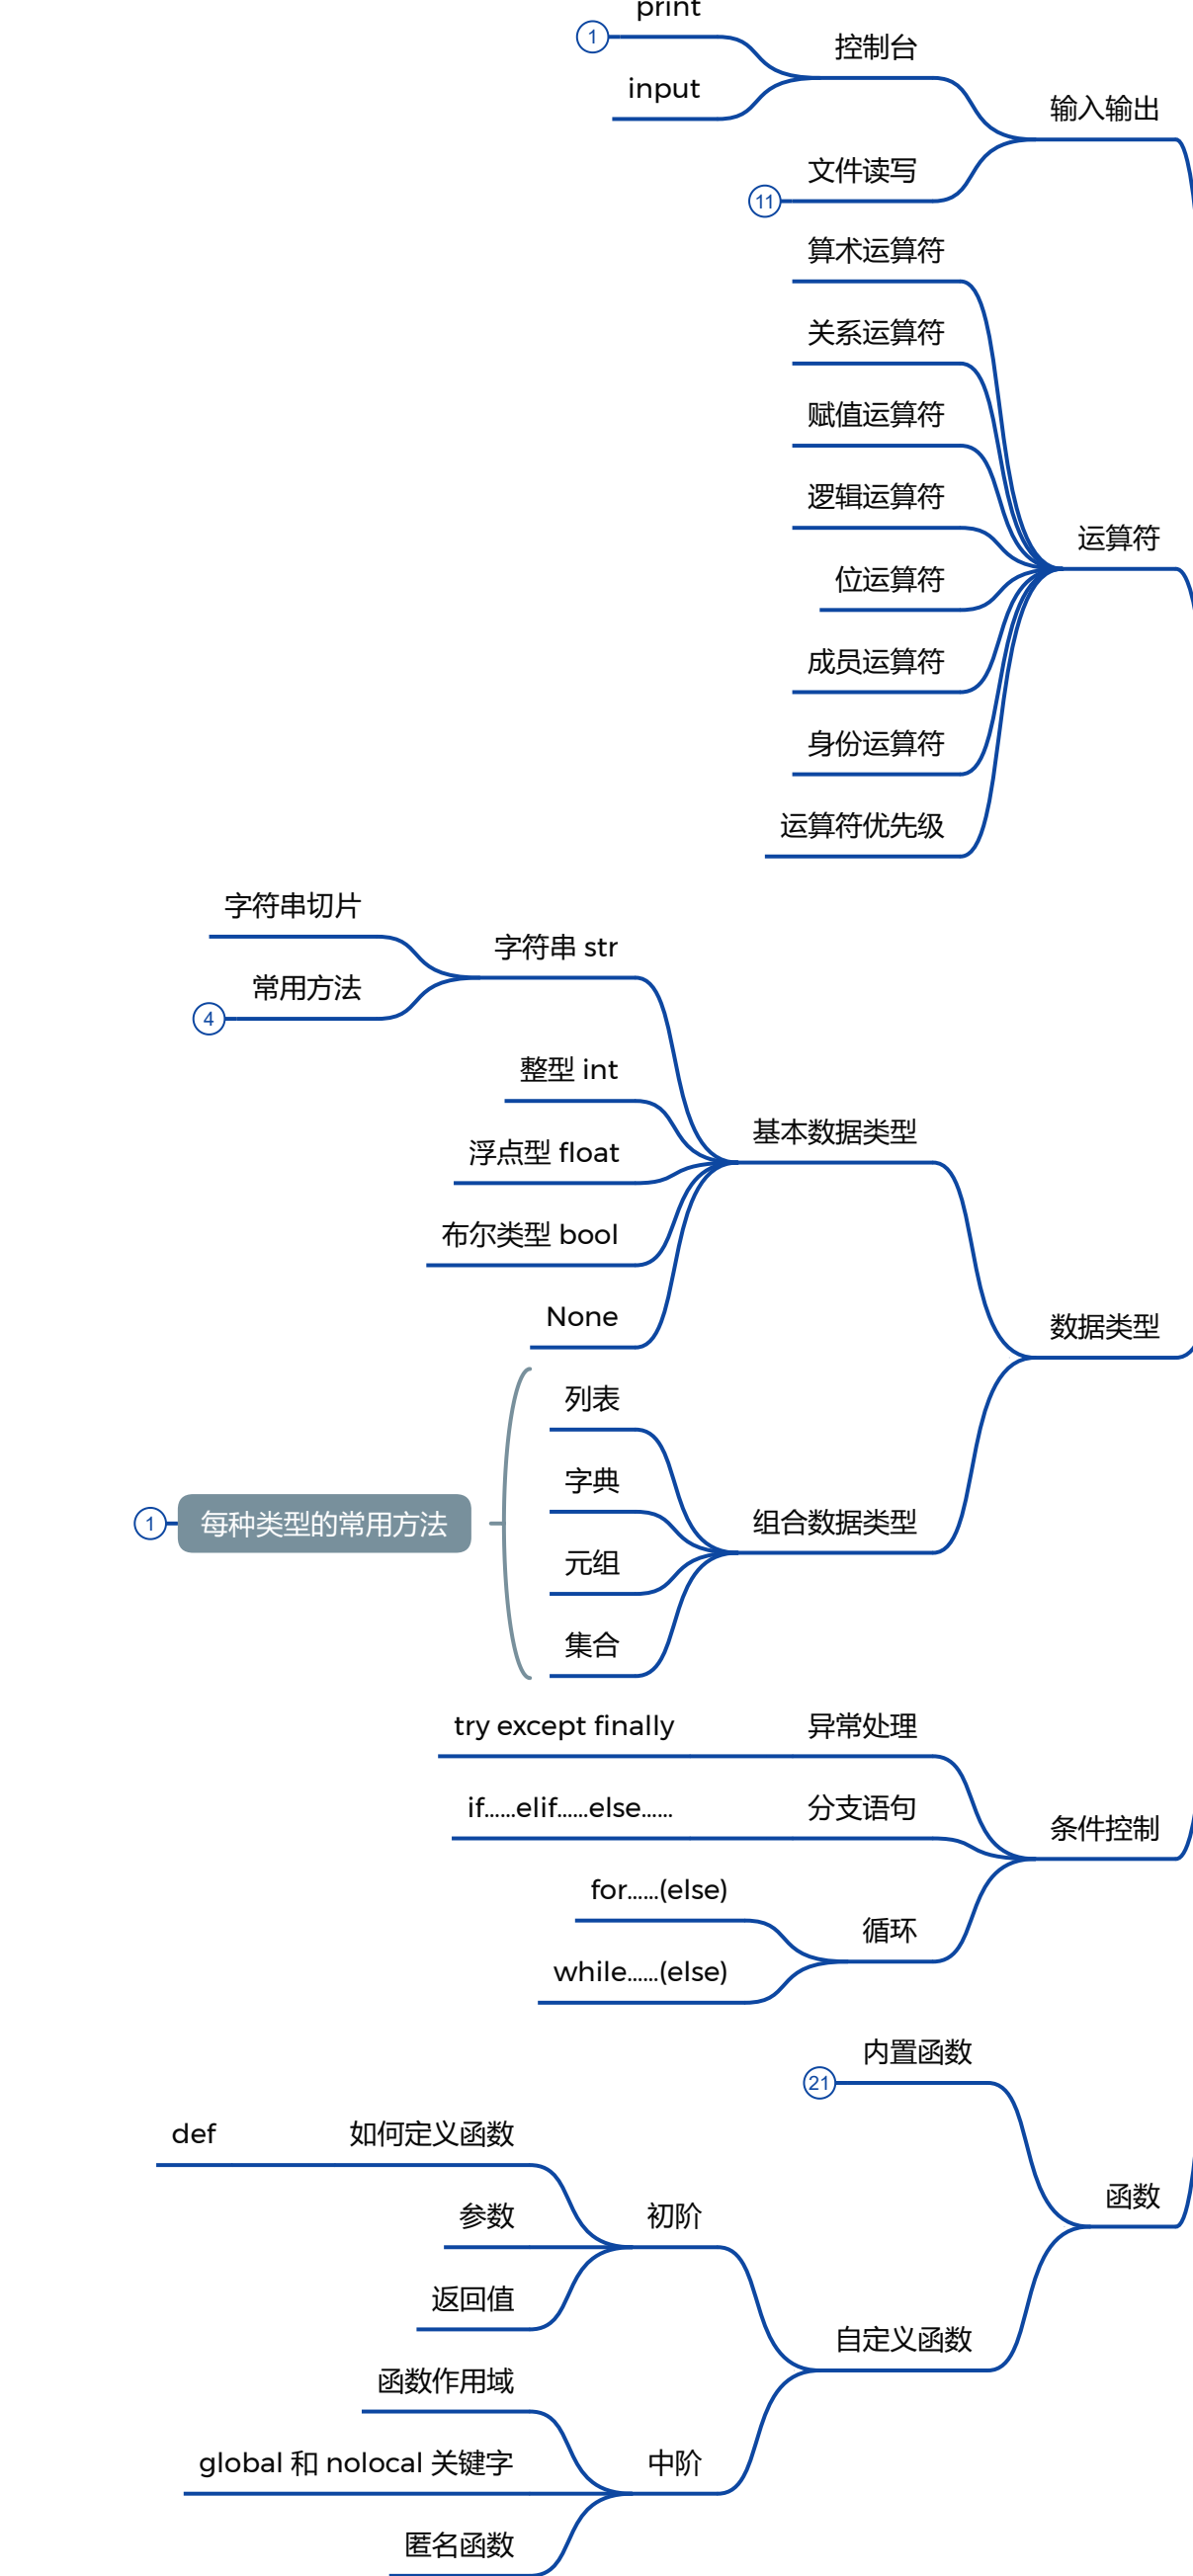 print
1
控制台
input
输入输出
文件读写
11
算术运算符
关系运算符
赋值运算符
逻辑运算符
运算符
位运算符
成员运算符
身份运算符
运算符优先级
字符串切片
字符串 str
常用方法
4
整型 int
基本数据类型
浮点型 float
布尔类型 bool
None
数据类型
列表
字典
1
每种类型的常用方法
组合数据类型
元组
集合
try except finally
异常处理
if……elif……else……
分支语句
条件控制
for……(else)
循环
while……(else)
内置函数
21
def
如何定义函数
函数
参数
初阶
返回值
自定义函数
函数作用域
global 和 nolocal 关键字
中阶
匿名函数